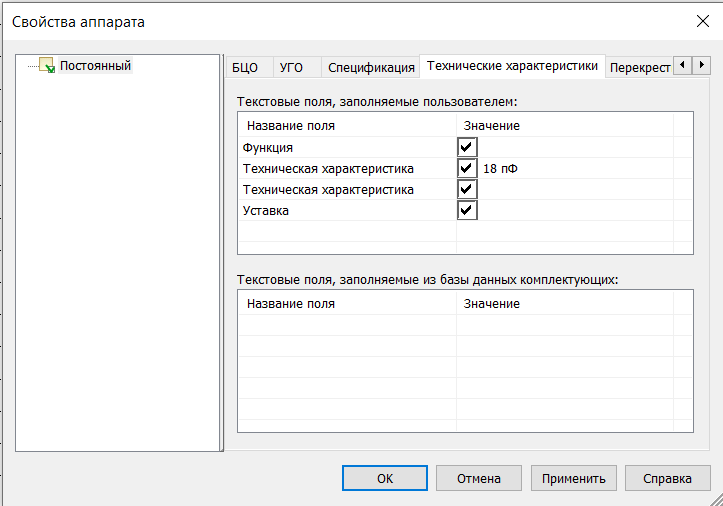 Свойства аппарата
Постоянный
БЦО УГО Спецификация Технические характеристики Перекрест
Текстовые поля, заполняемые пользователем:
Название поля Значение
Функция
Техническая характеристика 18 пФ
Техническая характеристика
Уставка
Текстовые поля, заполняемые из базы данных комплектующих:
Название поля Значение
ОК Отмена Применить Справка